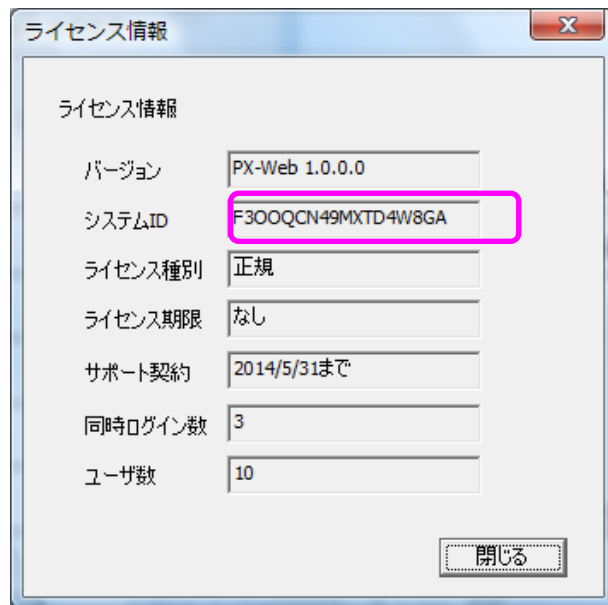 ライセンス情報
ライセンス情報
バージョン PX-Web 1.0.0.0
システムID F3OOQCN49MXTD4W8GA
ライセンス種別 正規
ライセンス期限 なし
サポート契約 2014/5/31まで
同時ログイン数 3
ユーザ数 10
閉じる